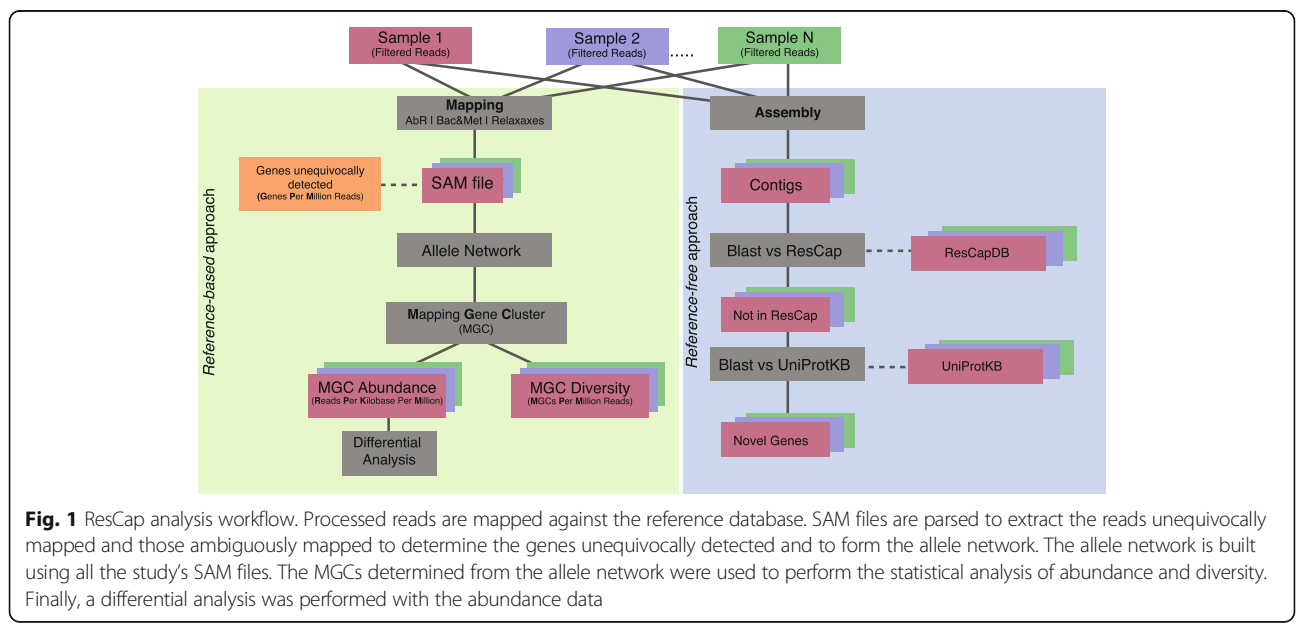 Sample 1
(Filtered Reads)
Sample 2
(Filtered Reads)
.....
Sample N
(Filtered Reads)
Reference-based approach
Mapping
AbR | Bac&Met | Relaxaxes
Genes unequivocally
detected
(Genes Per Million Reads)
SAM file
Allele Network
Mapping Gene Cluster
(MGC)
MGC Abundance
(Reads Per Kilobase Per Million)
MGC Diversity
(MGCs Per Million Reads)
Differential
Analysis
Reference-free approach
Assembly
Contigs
Blast vs ResCap
ResCapDB
Not in ResCap
Blast vs UniProtKB
UniProtKB
Novel Genes
Fig. 1 ResCap analysis workflow. Processed reads are mapped against the reference database. SAM files are parsed to extract the reads unequivocally
mapped and those ambiguously mapped to determine the genes unequivocally detected and to form the allele network. The allele network is built
using all the study's SAM files. The MGCs determined from the allele network were used to perform the statistical analysis of abundance and diversity.
Finally, a differential analysis was performed with the abundance data